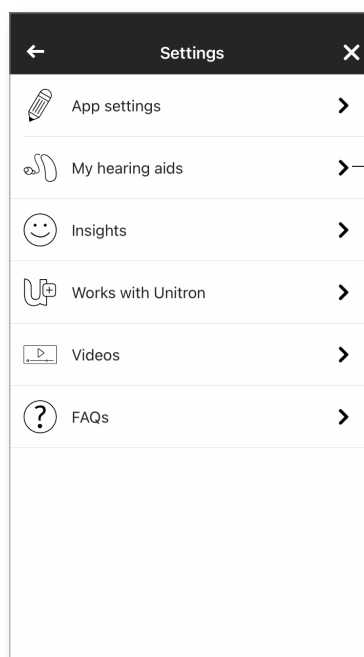 Settings
App settings
My hearing aids
Insights
Works with Unitron
Videos
FAQs